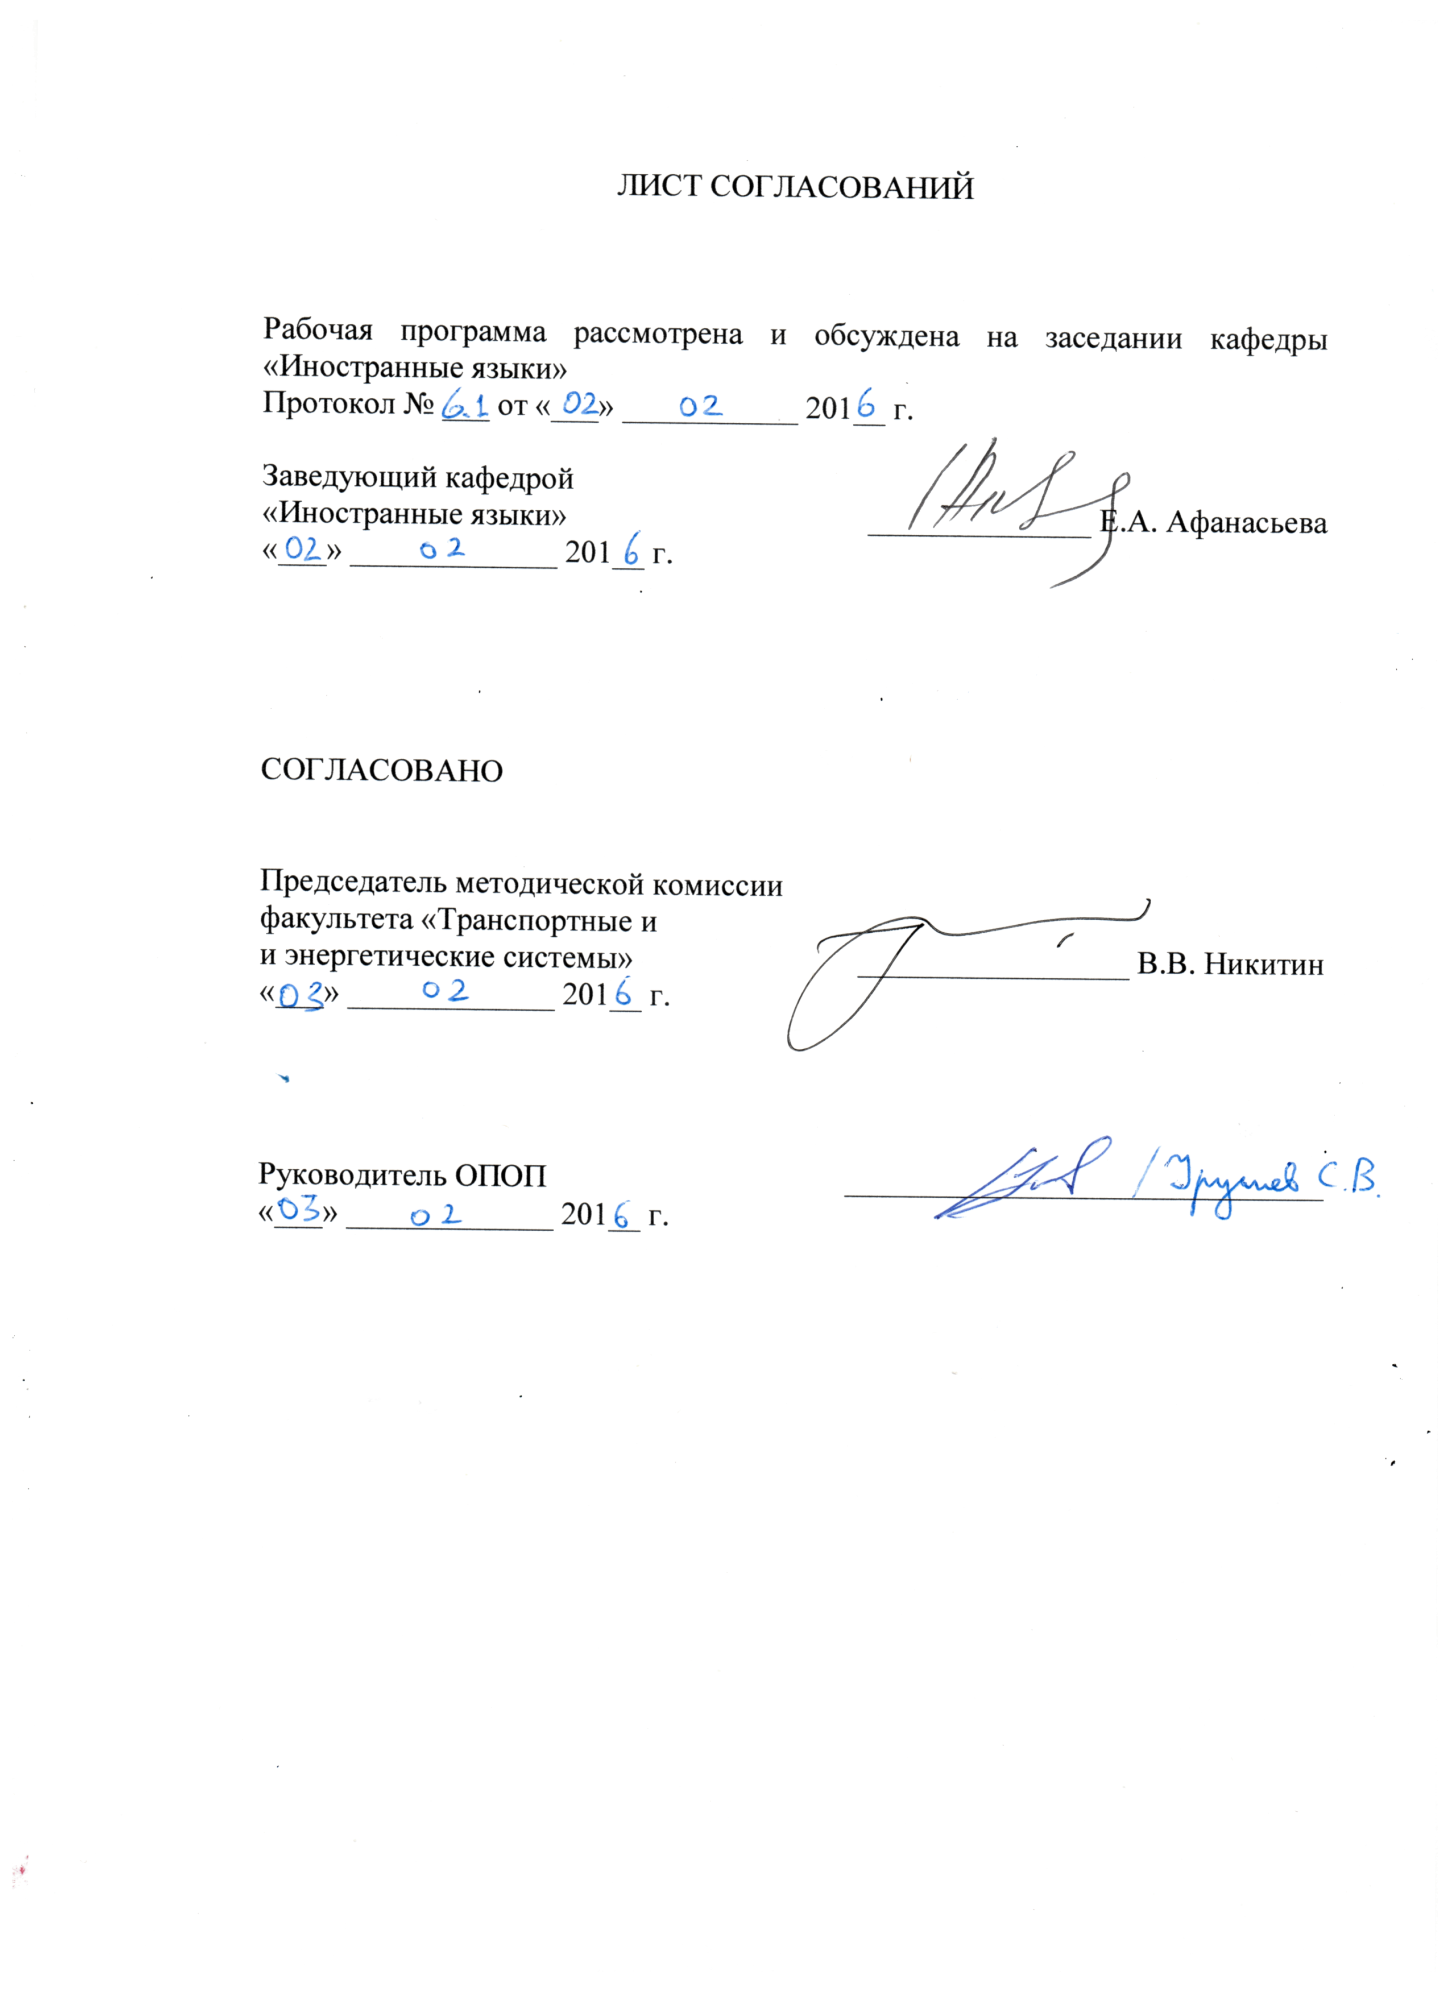 ЛИСТ СОГЛАСОВАНИЙ
Рабочая программа рассмотрена и обсуждена на заседании кафедры
«Иностранные языки»
Протокол № 6.1 от «02» 02 2016 г.
Заведующий кафедрой
«Иностранные языки»
Е.А. Афанасьева
«02» 02 2016 г.
СОГЛАСОВАНО
Председатель методической комиссии
факультета «Транспортные и
и энергетические системы»
В.В. Никитин
«03» 02 2016 г.
Руководитель ОПОП
/ С.В.
«03» 02 2016 г.